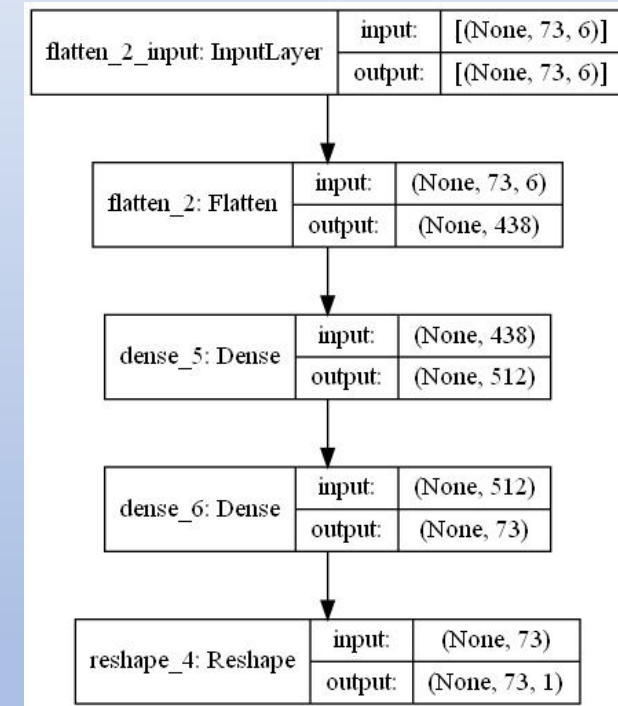 flatten_2_input: InputLayer
input: [(None, 73, 6)]
output: [(None, 73, 6)]
flatten_2: Flatten
input: (None, 73, 6)
output: (None, 438)
dense_5: Dense
input: (None, 438)
output: (None, 512)
dense_6: Dense
input: (None, 512)
output: (None, 73)
reshape_4: Reshape
input: (None, 73)
output: (None, 73, 1)